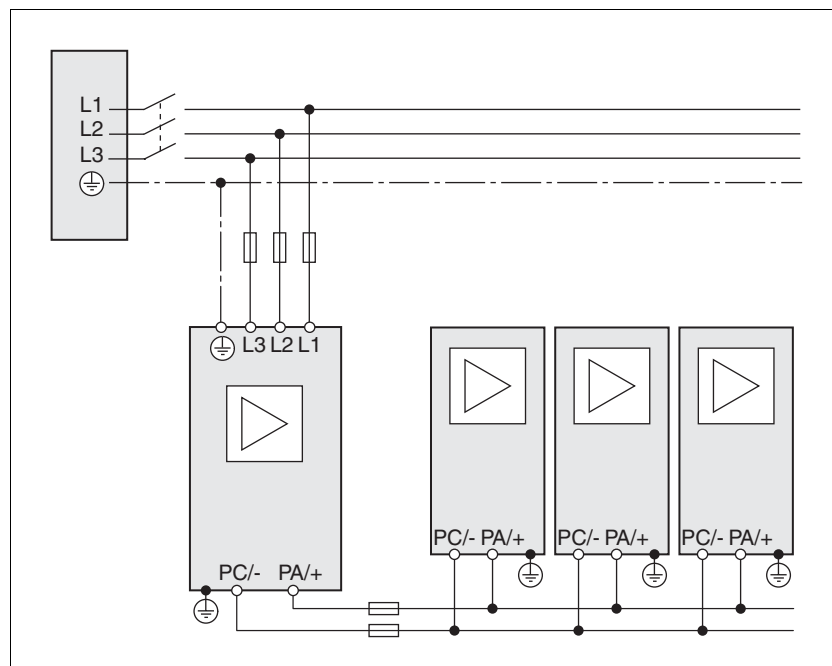 L1
L2
L3
L3 L2 L1
PC/- PA/+
PC/- PA/+
PC/- PA/+
PC/- PA/+